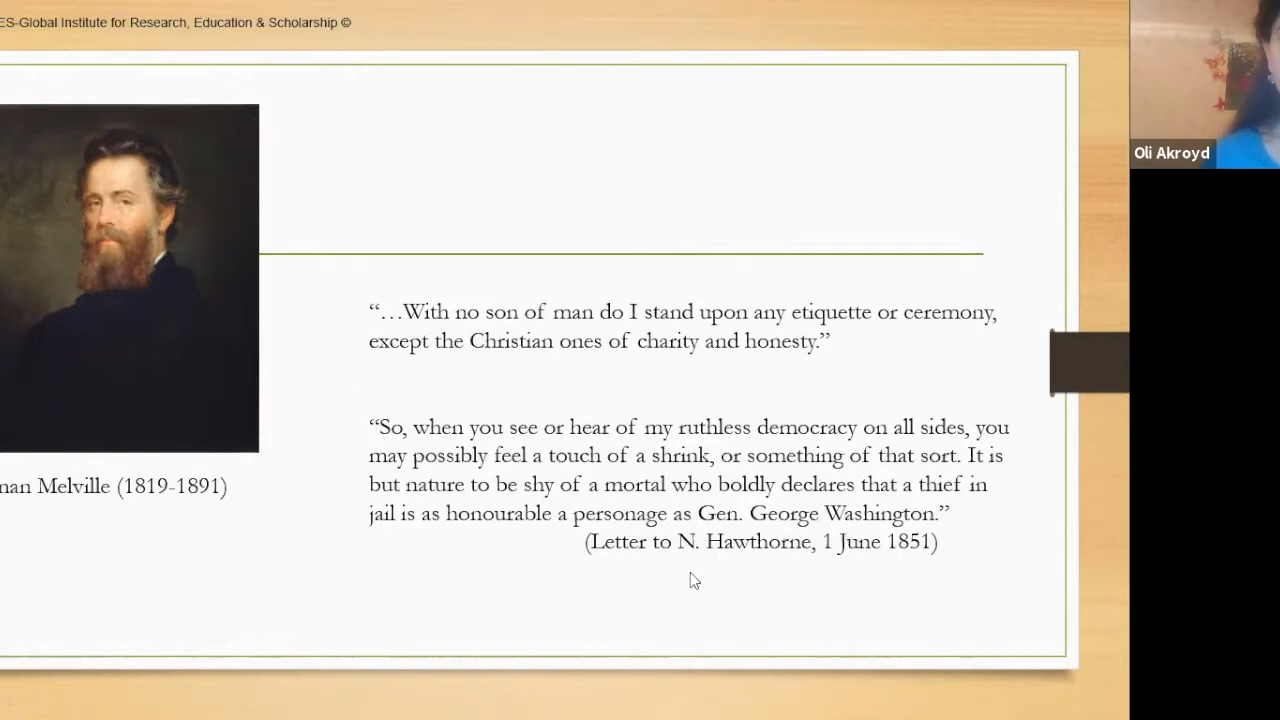 ES-Global Institute for Research, Education & Scholarship ©
Oli Akroyd
“…With no son of man do I stand upon any etiquette or ceremony,
except the Christian ones of charity and honesty.”
“So, when you see or hear of my ruthless democracy on all sides, you
may possibly feel a touch of a shrink, or something of that sort. It is
but nature to be shy of a mortal who boldly declares that a thief in
jail is as honourable a personage as Gen. George Washington.”
(Letter to N. Hawthorne, 1 June 1851)
nan Melville (1819-1891)